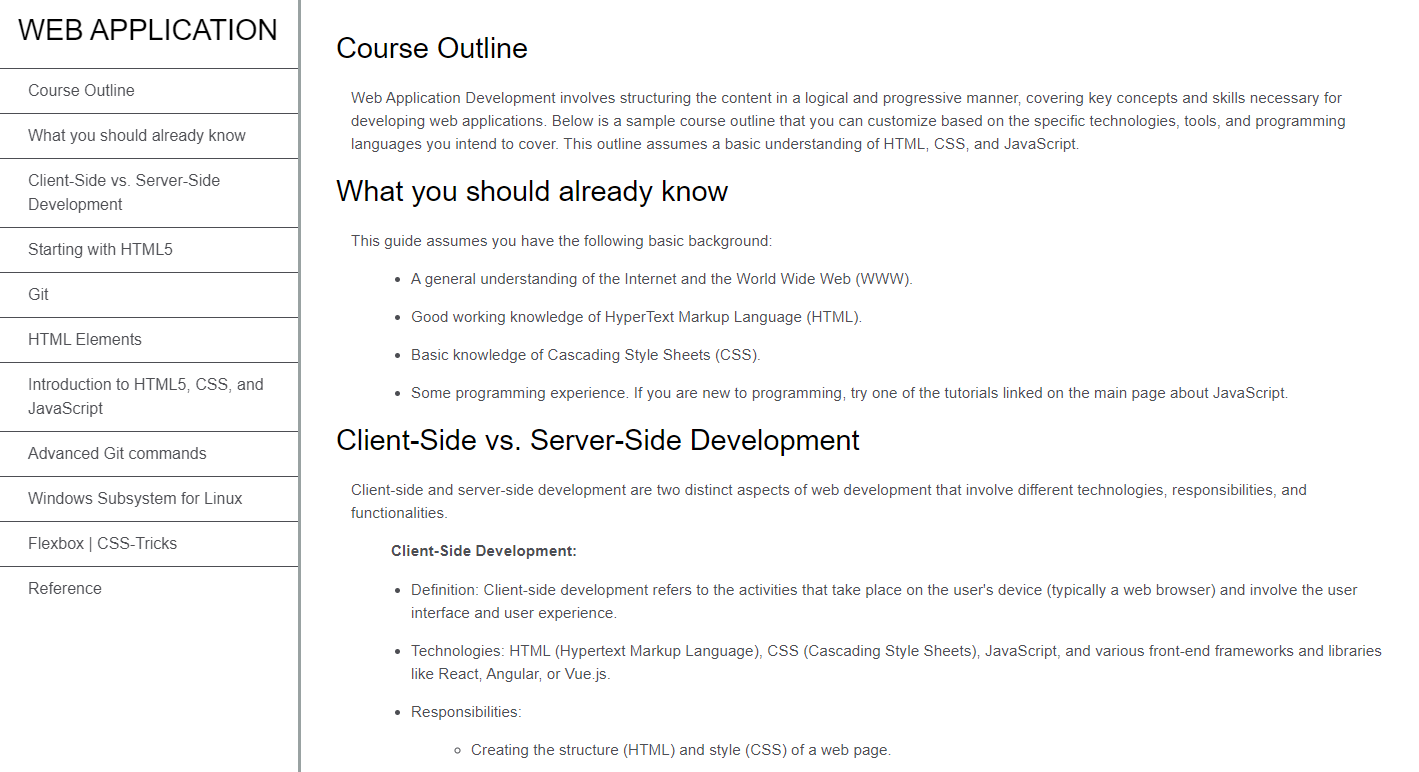 WEB APPLICATION
Course Outline
What you should already know
Client-Side vs. Server-Side
Development
Starting with HTML5
Git
HTML Elements
Introduction to HTML5, CSS, and
JavaScript
Advanced Git commands
Windows Subsystem for Linux
Flexbox | CSS-Tricks
Reference
Course Outline
Web Application Development involves structuring the content in a logical and progressive manner, covering key concepts and skills necessary for
developing web applications. Below is a sample course outline that you can customize based on the specific technologies, tools, and programming
languages you intend to cover. This outline assumes a basic understanding of HTML, CSS, and JavaScript.
What you should already know
This guide assumes you have the following basic background:
• A general understanding of the Internet and the World Wide Web (WWW).
• Good working knowledge of HyperText Markup Language (HTML).
• Basic knowledge of Cascading Style Sheets (CSS).
• Some programming experience. If you are new to programming, try one of the tutorials linked on the main page about JavaScript.
Client-Side vs. Server-Side Development
Client-side and server-side development are two distinct aspects of web development that involve different technologies, responsibilities, and
functionalities.
Client-Side Development:
• Definition: Client-side development refers to the activities that take place on the user's device (typically a web browser) and involve the user
interface and user experience.
• Technologies: HTML (Hypertext Markup Language), CSS (Cascading Style Sheets), JavaScript, and various front-end frameworks and libraries
like React, Angular, or Vue.js.
• Responsibilities:
◦ Creating the structure (HTML) and style (CSS) of a web page.